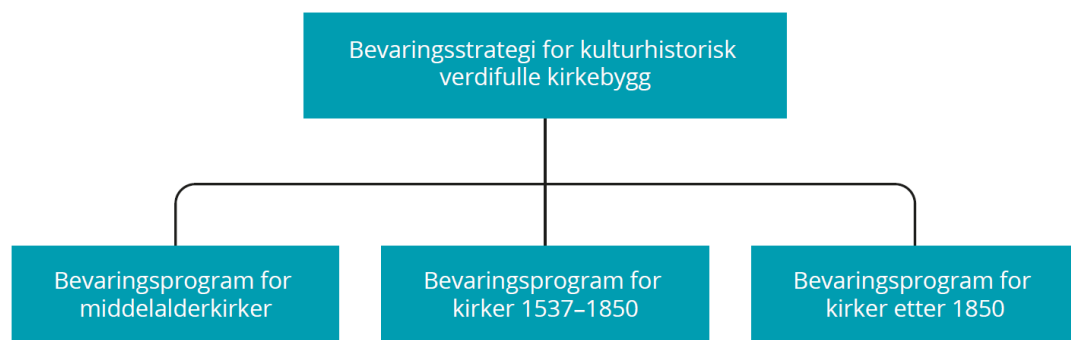 Bevaringsstrategi for kulturhistorisk
verdifulle kirkebygg
Bevaringsprogram for
middelalderkirker
Bevaringsprogram for
kirker 1537–1850
Bevaringsprogram for
kirker etter 1850